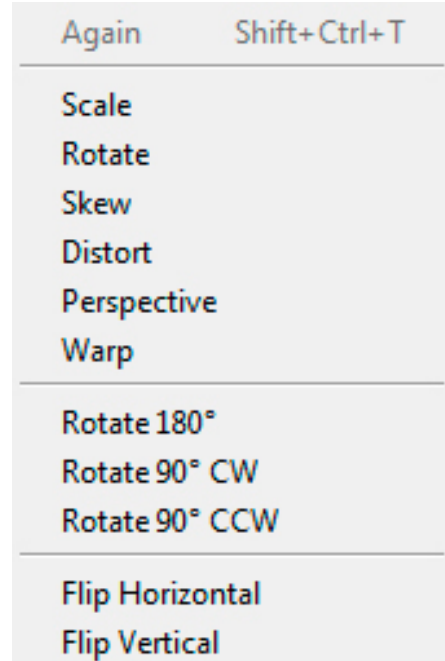 Again Shift+Ctrl+T
Scale
Rotate
Skew
Distort
Perspective
Warp
Rotate 180°
Rotate 90° CW
Rotate 90° CCW
Flip Horizontal
Flip Vertical